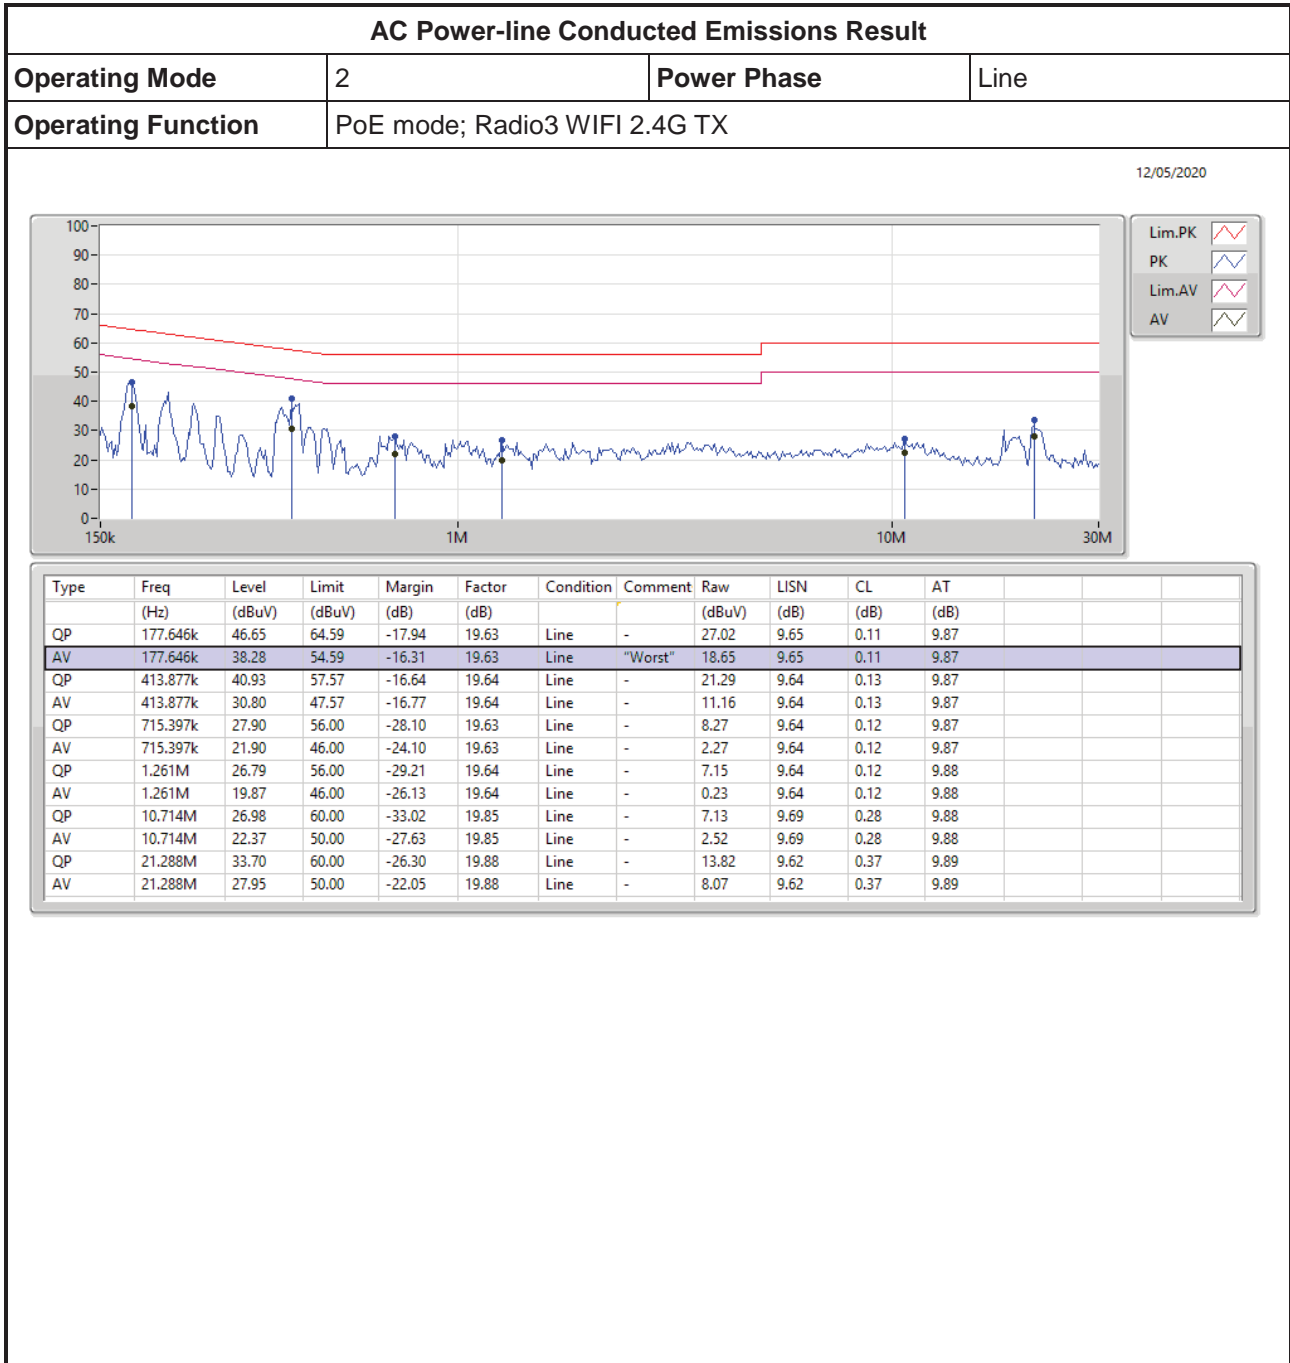 AC Power-line Conducted Emissions Result
Operating Mode 2 Power Phase Line
Operating Function PoE mode; Radio3 WIFI 2.4G TX
12/05/2020
100
90
80
70
60
50
40
30
20
10
0
150k 1M 10M 30M
Lim.PK
PK
Lim.AV
AV
Type Freq Level Limit Margin Factor Condition Comment Raw LISN CL AT
(Hz) (dBuV) (dBuV) (dB) (dB) (dBuV) (dB) (dB) (dB)
QP 177.646k 46.65 64.59 -17.94 19.63 Line - 27.02 9.65 0.11 9.87
AV 177.646k 38.28 54.59 -16.31 19.63 Line "Worst" 18.65 9.65 0.11 9.87
QP 413.877k 40.93 57.57 -16.64 19.64 Line - 21.29 9.64 0.13 9.87
AV 413.877k 30.80 47.57 -16.77 19.64 Line - 11.16 9.64 0.13 9.87
QP 715.397k 27.90 56.00 -28.10 19.63 Line - 8.27 9.64 0.12 9.87
AV 715.397k 21.90 46.00 -24.10 19.63 Line - 2.27 9.64 0.12 9.87
QP 1.261M 26.79 56.00 -29.21 19.64 Line - 7.15 9.64 0.12 9.88
AV 1.261M 19.87 46.00 -26.13 19.64 Line - 0.23 9.64 0.12 9.88
QP 10.714M 26.98 60.00 -33.02 19.85 Line - 7.13 9.69 0.28 9.88
AV 10.714M 22.37 50.00 -27.63 19.85 Line - 2.52 9.69 0.28 9.88
QP 21.288M 33.70 60.00 -26.30 19.88 Line - 13.82 9.62 0.37 9.89
AV 21.288M 27.95 50.00 -22.05 19.88 Line - 8.07 9.62 0.37 9.89